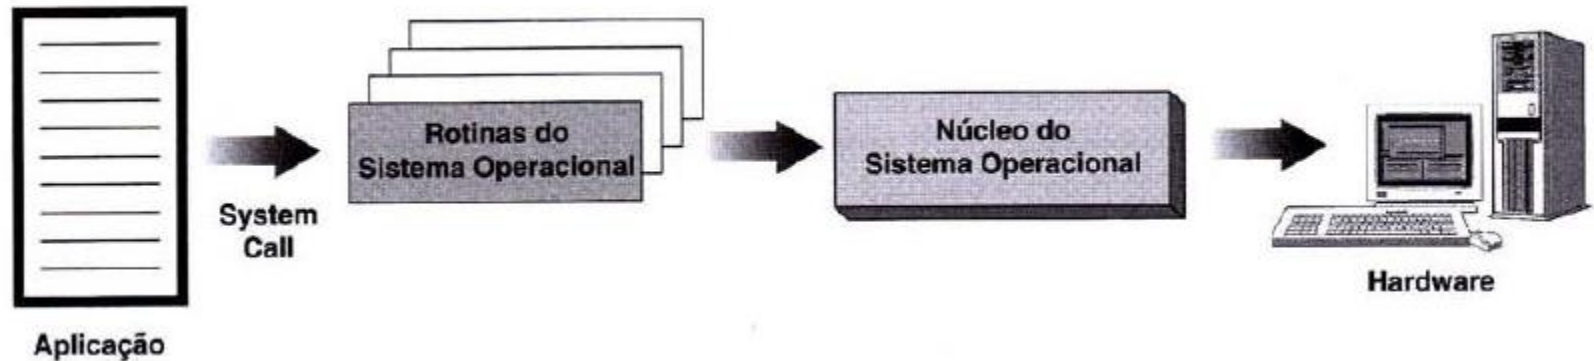 Aplicação
System
Call
Rotinas do
Sistema Operacional
Núcleo do
Sistema Operacional
Hardware